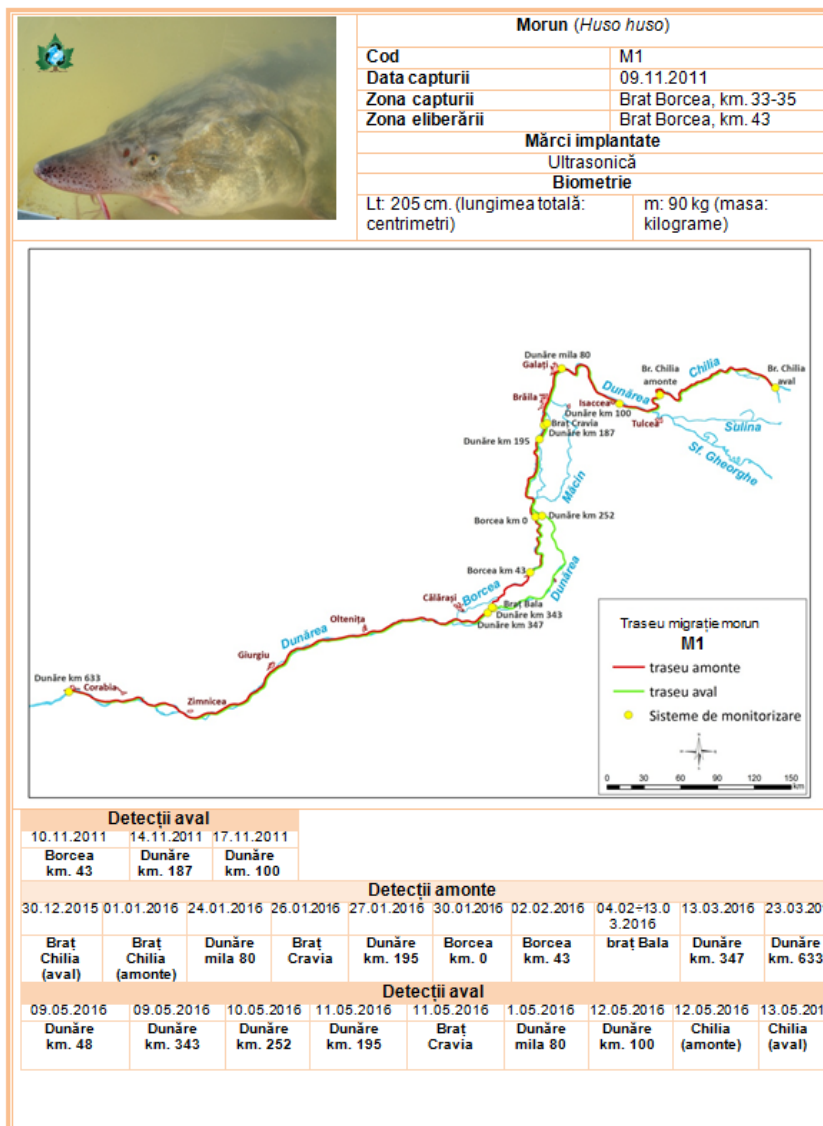 Morun (Huso huso)
Cod M1
Data capturii 09.11.2011
Zona capturii Brat Borcea, km. 33-35
Zona eliberării Brat Borcea, km. 43
Mărci implantate
Ultrasonică
Biometrie
Lt: 205 cm. (lungimea totală: centimetri)
m: 90 kg (masa: kilograme)
Dunăre mila 80
Galați
Br. Chilia amonte
Chilia
Br. Chilia aval
Dunărea
Brăila
Isaccea
Dunăre km 100
Braț Cravia
Dunăre km 187
Tulcea
Sulina
Dunăre km 195
Sf. Gheorghe
Măcin
Borcea km 0
Dunăre km 252
Borcea km 43
Dunărea
Borcea
Călărași
Braț Bala
Dunăre km 343
Dunăre km 347
Oltenița
Dunărea
Giurgiu
Dunăre km 633
Corabia
Zimnicea
Traseu migrație morun
M1
traseu amonte
traseu aval
Sisteme de monitorizare
0 30 60 90 120 150
km
Detecții aval
10.11.2011 14.11.2011 17.11.2011
Borcea Dunăre Dunăre
km. 43 km. 187 km. 100
Detecții amonte
30.12.2015 01.01.2016 24.01.2016 26.01.2016 27.01.2016 30.01.2016 02.02.2016 04.02÷13.0 13.03.2016 23.03.20
3.2016
Braț Braț Dunăre Braț Dunăre Borcea Borcea braț Bala Dunăre Dunăre
Chilia Chilia mila 80 Cravia km. 195 km. 0 km. 43 km. 347 km. 633
(aval) (amonte)
Detecții aval
09.05.2016 09.05.2016 10.05.2016 11.05.2016 11.05.2016 1.05.2016 12.05.2016 12.05.2016 13.05.201
Dunăre Dunăre Dunăre Dunăre Braț Dunăre Dunăre Chilia Chilia
km. 48 km. 343 km. 252 km. 195 Cravia mila 80 km. 100 (amonte) (aval)